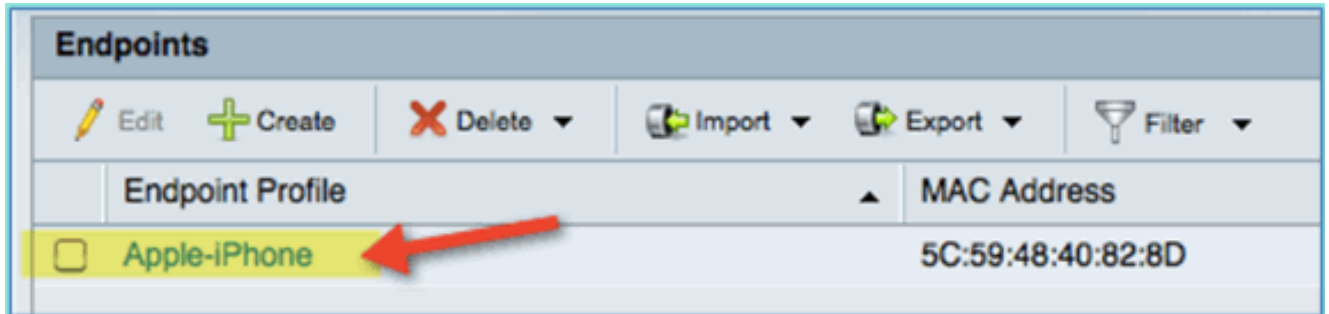 Endpoints
Edit Create Delete Import Export Filter
Endpoint Profile MAC Address
Apple-iPhone 5C:59:48:40:82:8D